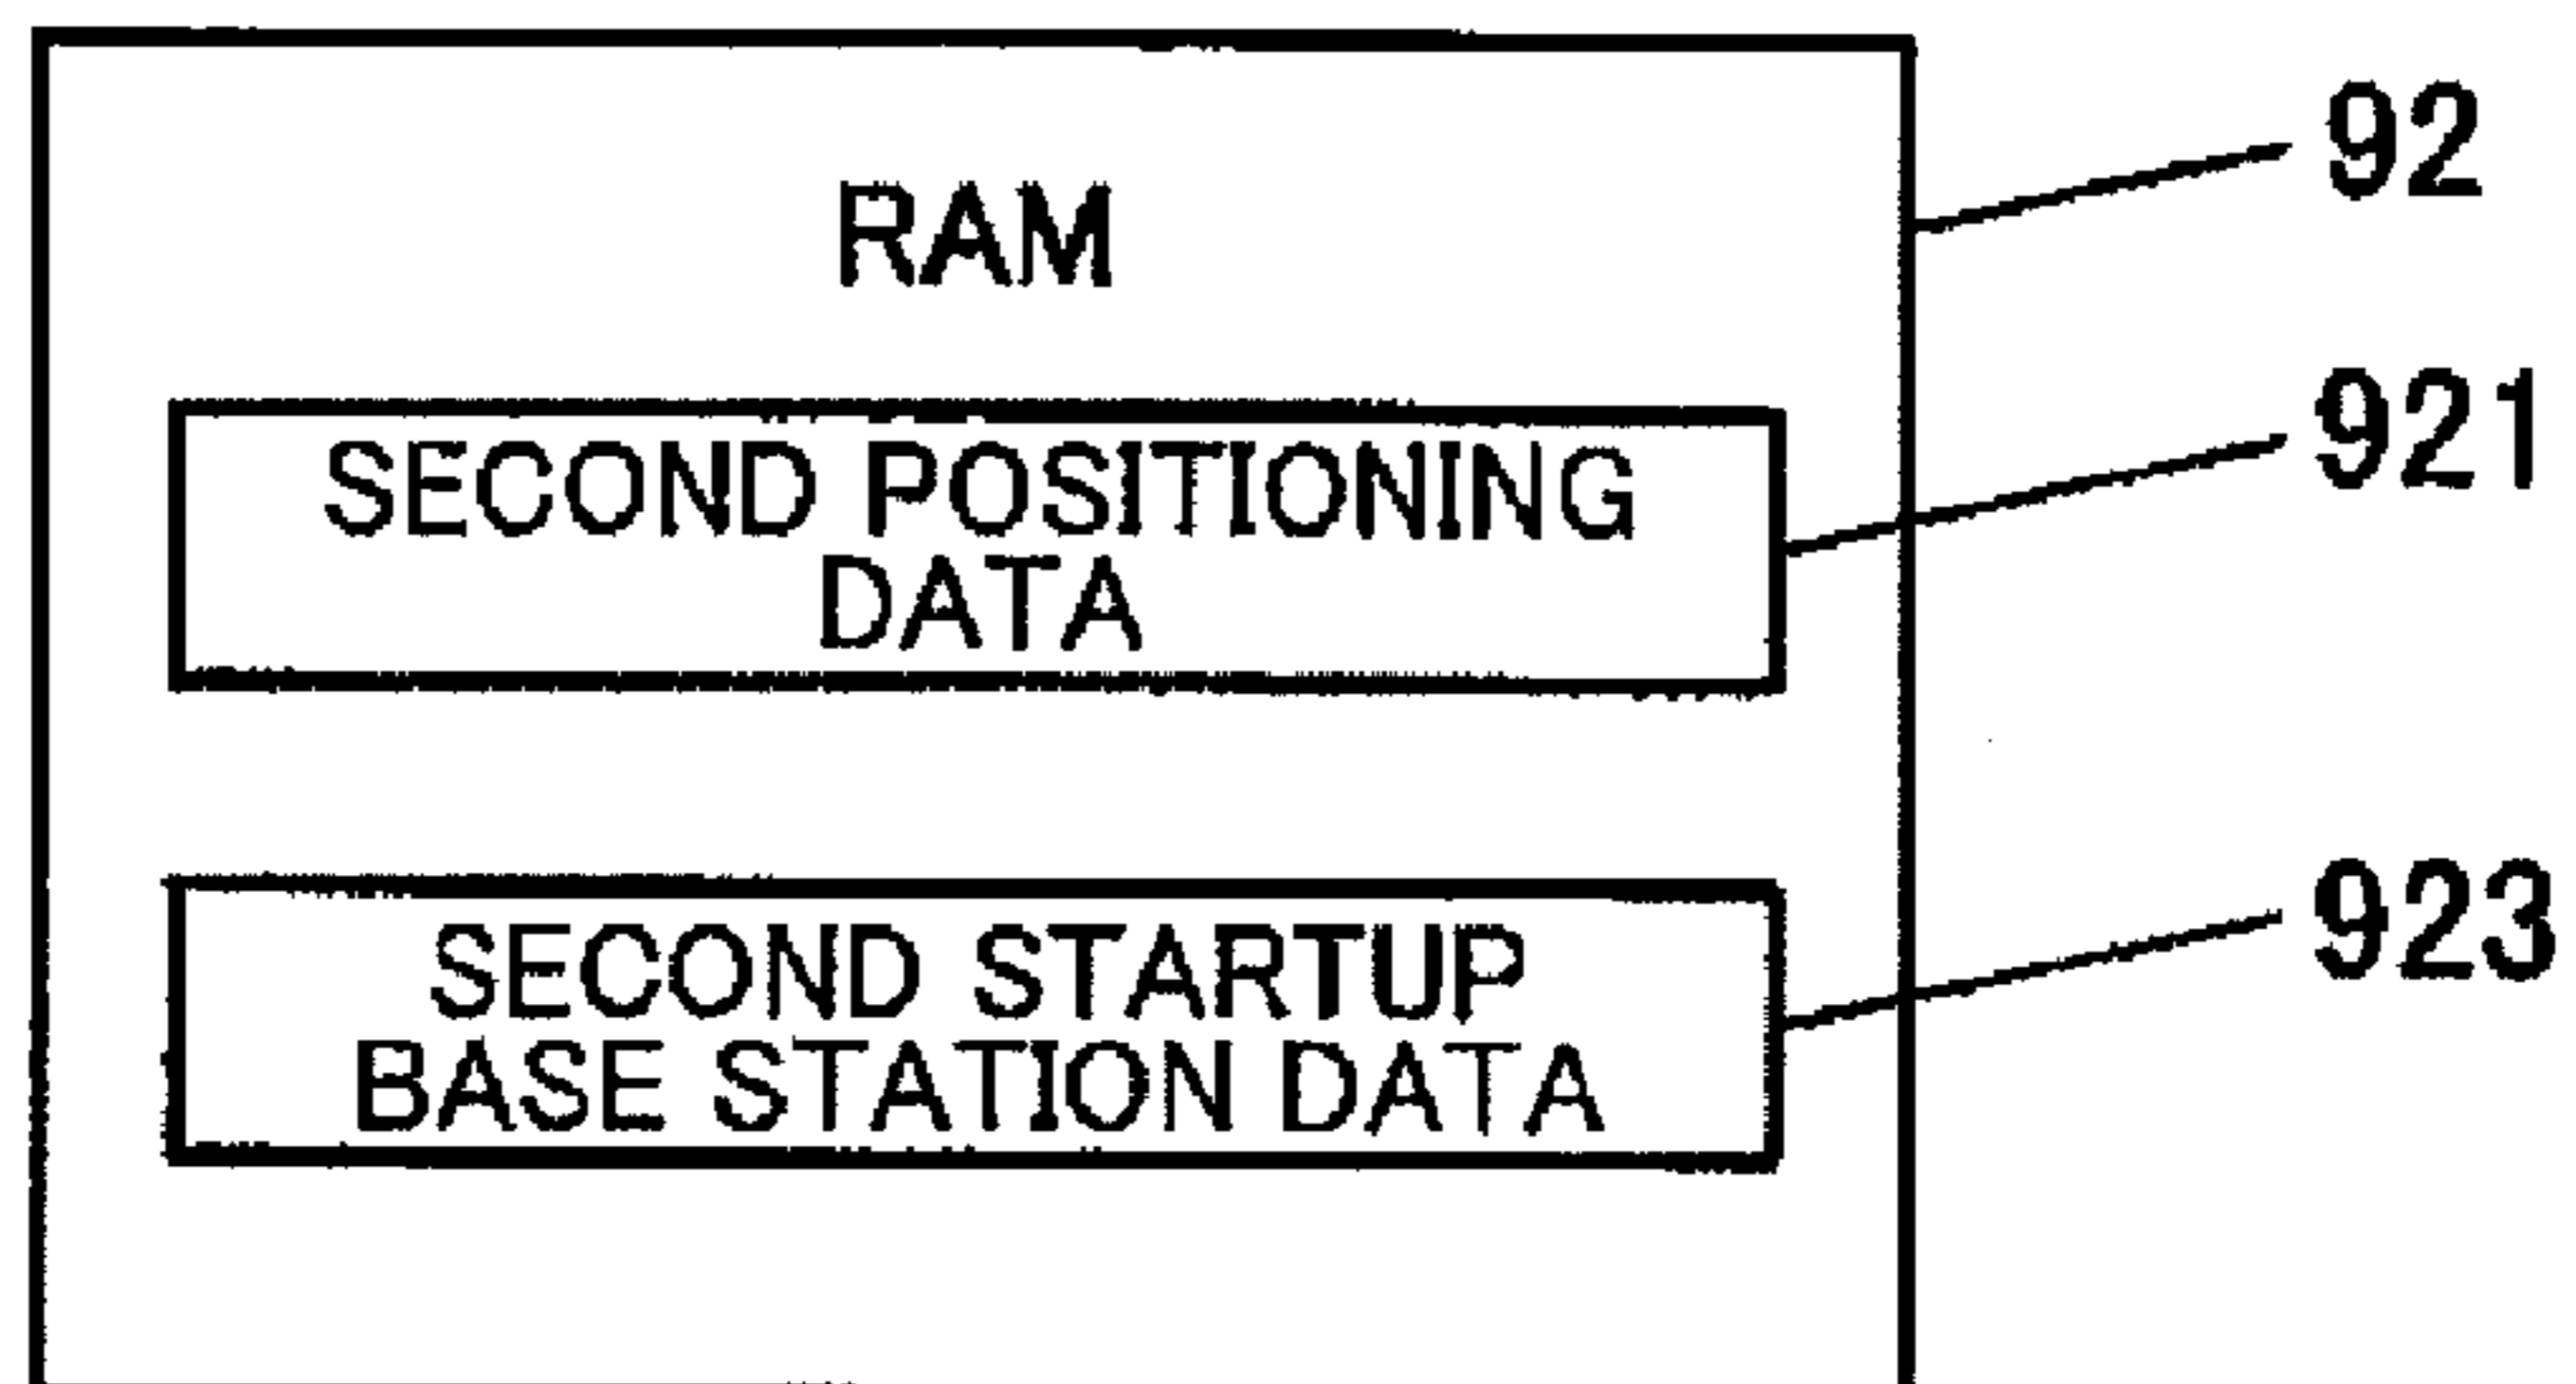 RAM
92
SECOND POSITIONING
DATA
921
SECOND STARTUP
BASE STATION DATA
923